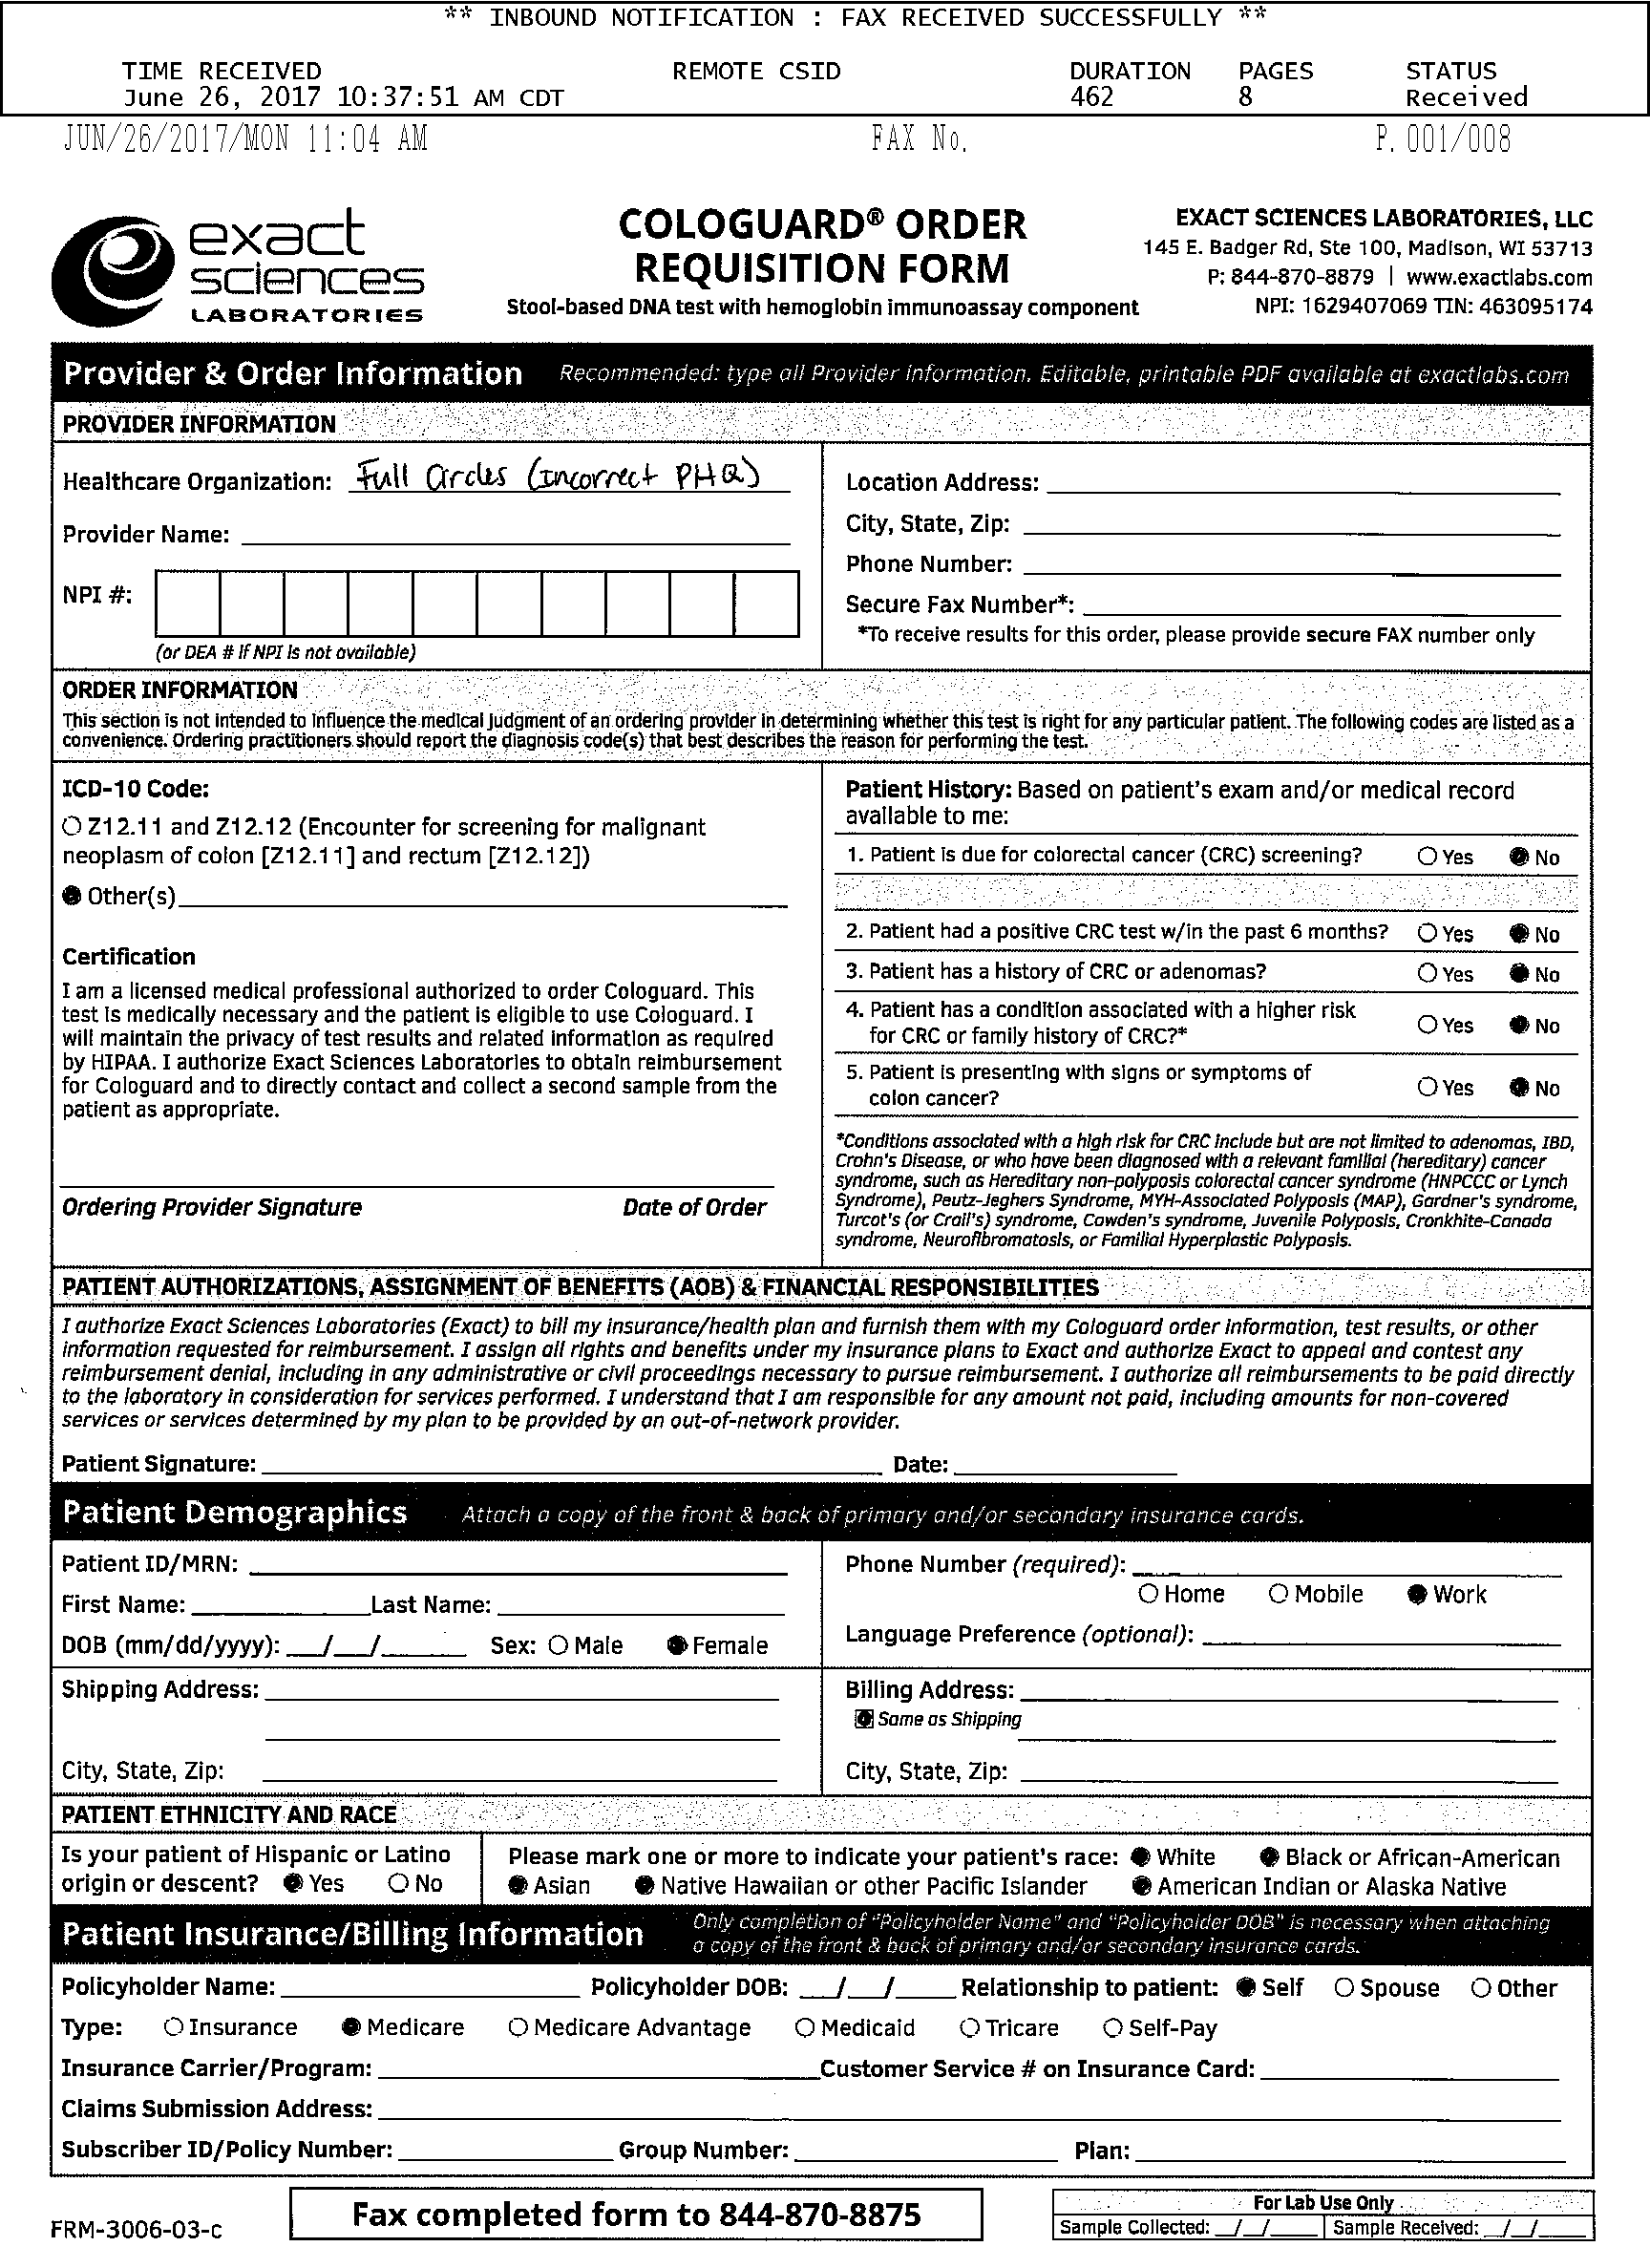 ** INBOUND NOTIFICATION : FAX RECEIVED SUCCESSFULLY **
TIME RECEIVED REMOTE CSID DURATION PAGES STATUS
June 26, 2017 10:37:51 AM CDT 462 8 Received
JUN/26/2017/MON 11:04 AM FAX No. P. 001/008
exact
sciences
LABORATORIES
COLOGUARD® ORDER
REQUISITION FORM
Stool-based DNA test with hemoglobin immunoassay component
EXACT SCIENCES LABORATORIES, LLC
145 E. Badger Rd, Ste 100, Madison, WI 53713
P: 844-870-8879 | www.exactlabs.com
NPI: 1629407069 TIN: 463095174
Provider & Order Information Recommended: type all Provider information. Editable, printable PDF available at exactlabs.com
PROVIDER INFORMATION
Healthcare Organization: Full Circles (Incorrect PHQ)
Provider Name:
NPI #:
(or DEA # if NPI is not available)
Location Address:
City, State, Zip:
Phone Number:
Secure Fax Number*:
*To receive results for this order, please provide secure FAX number only
ORDER INFORMATION
This section is not intended to influence the medical judgment of an ordering provider in determining whether this test is right for any particular patient. The following codes are listed as a
convenience. Ordering practitioners should report the diagnosis code(s) that best describes the reason for performing the test.
ICD-10 Code:
Z12.11 and Z12.12 (Encounter for screening for malignant
neoplasm of colon [Z12.11] and rectum [Z12.12])
Other(s)
Certification
I am a licensed medical professional authorized to order Cologuard. This
test is medically necessary and the patient is eligible to use Cologuard. I
will maintain the privacy of test results and related information as required
by HIPAA. I authorize Exact Sciences Laboratories to obtain reimbursement
for Cologuard and to directly contact and collect a second sample from the
patient as appropriate.
Ordering Provider Signature Date of Order
Patient History: Based on patient's exam and/or medical record
available to me:
1. Patient is due for colorectal cancer (CRC) screening? Yes No
2. Patient had a positive CRC test w/in the past 6 months? Yes No
3. Patient has a history of CRC or adenomas? Yes No
4. Patient has a condition associated with a higher risk
for CRC or family history of CRC?* Yes No
5. Patient is presenting with signs or symptoms of
colon cancer? Yes No
*Conditions associated with a high risk for CRC include but are not limited to adenomas, IBD,
Crohn's Disease, or who have been diagnosed with a relevant familial (hereditary) cancer
syndrome, such as Hereditary non-polyposis colorectal cancer syndrome (HNPCCC or Lynch
Syndrome), Peutz-Jeghers Syndrome, MYH-Associated Polyposis (MAP), Gardner's syndrome,
Turcot's (or Crail's) syndrome, Cowden's syndrome, Juvenile Polyposis, Cronkhite-Canada
syndrome, Neurofibromatosis, or Familial Hyperplastic Polyposis.
PATIENT AUTHORIZATIONS, ASSIGNMENT OF BENEFITS (AOB) & FINANCIAL RESPONSIBILITIES
I authorize Exact Sciences Laboratories (Exact) to bill my insurance/health plan and furnish them with my Cologuard order information, test results, or other
information requested for reimbursement. I assign all rights and benefits under my insurance plans to Exact and authorize Exact to appeal and contest any
reimbursement denial, including in any administrative or civil proceedings necessary to pursue reimbursement. I authorize all reimbursements to be paid directly
to the laboratory in consideration for services performed. I understand that I am responsible for any amount not paid, including amounts for non-covered
services or services determined by my plan to be provided by an out-of-network provider.
Patient Signature: Date:
Patient Demographics Attach a copy of the front & back of primary and/or secondary insurance cards.
Patient ID/MRN:
First Name: Last Name:
DOB (mm/dd/yyyy): / / Sex: Male Female
Phone Number (required):
Home Mobile Work
Language Preference (optional):
Shipping Address:
City, State, Zip:
Billing Address:
Same as Shipping
City, State, Zip:
PATIENT ETHNICITY AND RACE
Is your patient of Hispanic or Latino
origin or descent? Yes No
Please mark one or more to indicate your patient's race: White Black or African-American
Asian Native Hawaiian or other Pacific Islander American Indian or Alaska Native
Patient Insurance/Billing Information Only completion of "Policyholder Name" and "Policyholder DOB" is necessary when attaching
a copy of the front & back of primary and/or secondary insurance cards.
Policyholder Name: Policyholder DOB: / / Relationship to patient: Self Spouse Other
Type: Insurance Medicare Medicare Advantage Medicaid Tricare Self-Pay
Insurance Carrier/Program: Customer Service # on Insurance Card:
Claims Submission Address:
Subscriber ID/Policy Number: Group Number: Plan:
FRM-3006-03-c
Fax completed form to 844-870-8875
For Lab Use Only
Sample Collected: / / Sample Received: / /